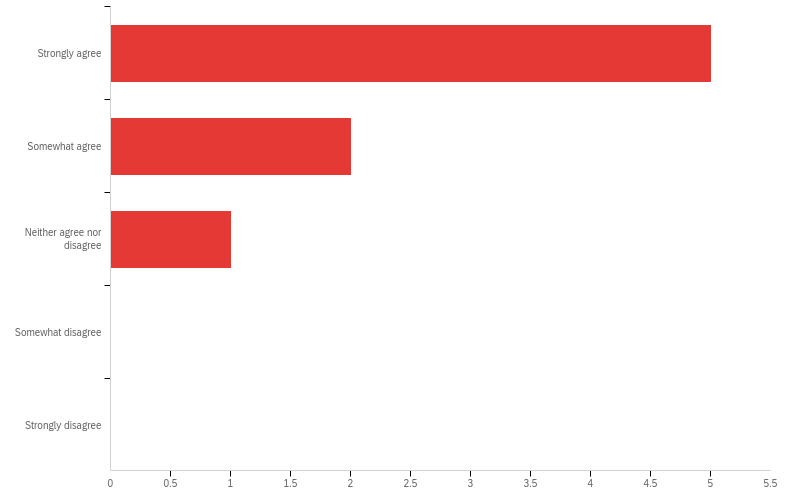 Strongly agree
Somewhat agree
Neither agree nor
disagree
Somewhat disagree
Strongly disagree
0 0.5 1 1.5 2 2.5 3 3.5 4 4.5 5 5.5